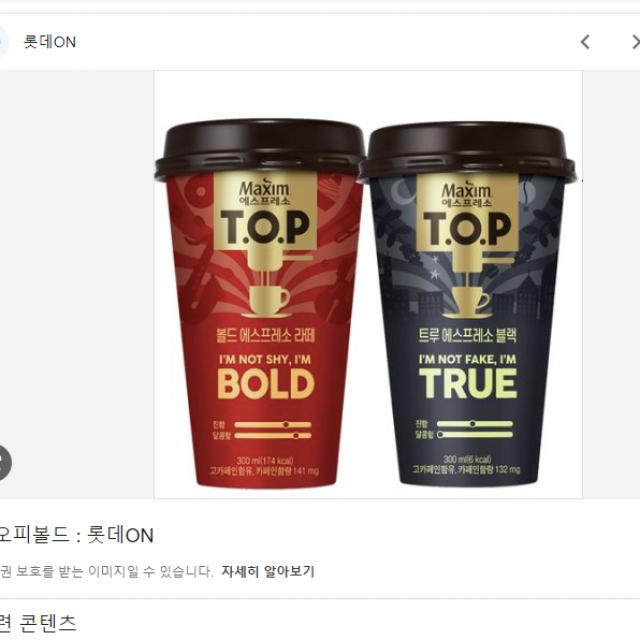 롯데ON
Maxim
에스프레소
T.O.P
볼드 에스프레소 라떼
I'M NOT SHY, I'M
BOLD
진함
달콤함
300 ml(174 kcal)
고카페인함유, 카페인함량 141 mg
Maxim
에스프레소
T.O.P
트루 에스프레소 블랙
I'M NOT FAKE, I'M
TRUE
진함
달콤함
300 ml(6 kcal)
고카페인함유, 카페인함량 132 mg
오피볼드 : 롯데ON
권 보호를 받는 이미지일 수 있습니다. 자세히 알아보기
련 콘텐츠